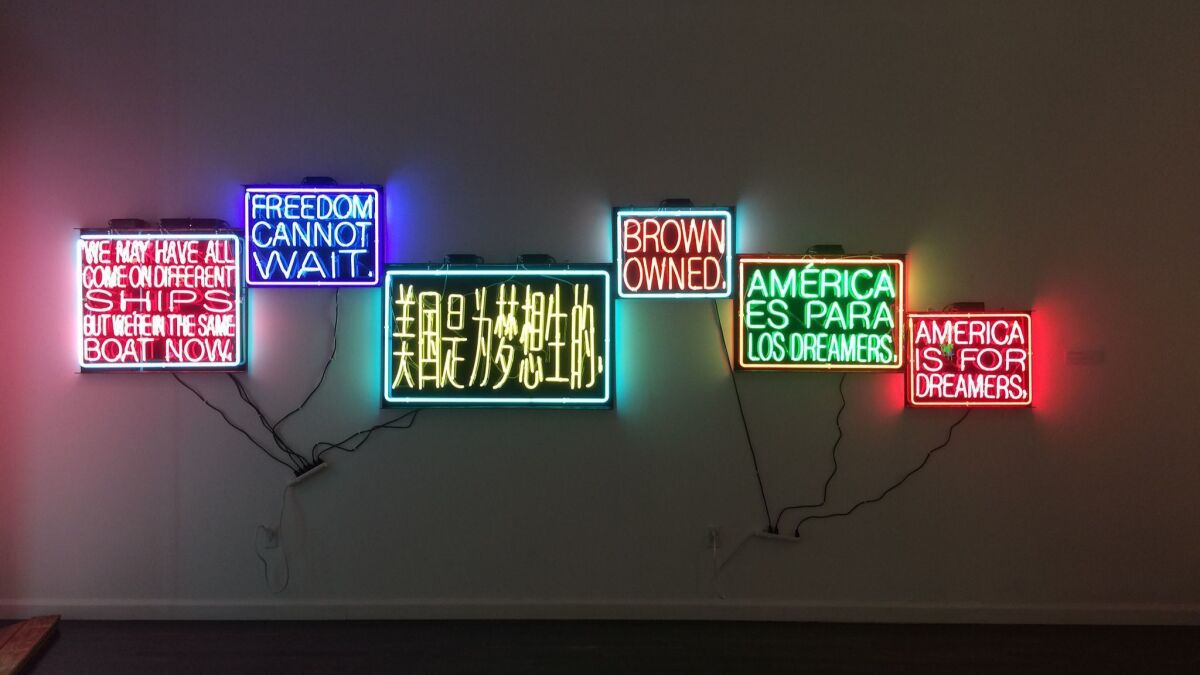 WE MAY HAVE ALL
COME ON DIFFERENT
SHIPS
BUT WE'RE IN THE SAME
BOAT NOW.
FREEDOM
CANNOT
WAIT.
美国是为梦想生的.
BROWN
OWNED.
AMÉRICA
ES PARA
LOS DREAMERS.
AMERICA
IS FOR
DREAMERS.